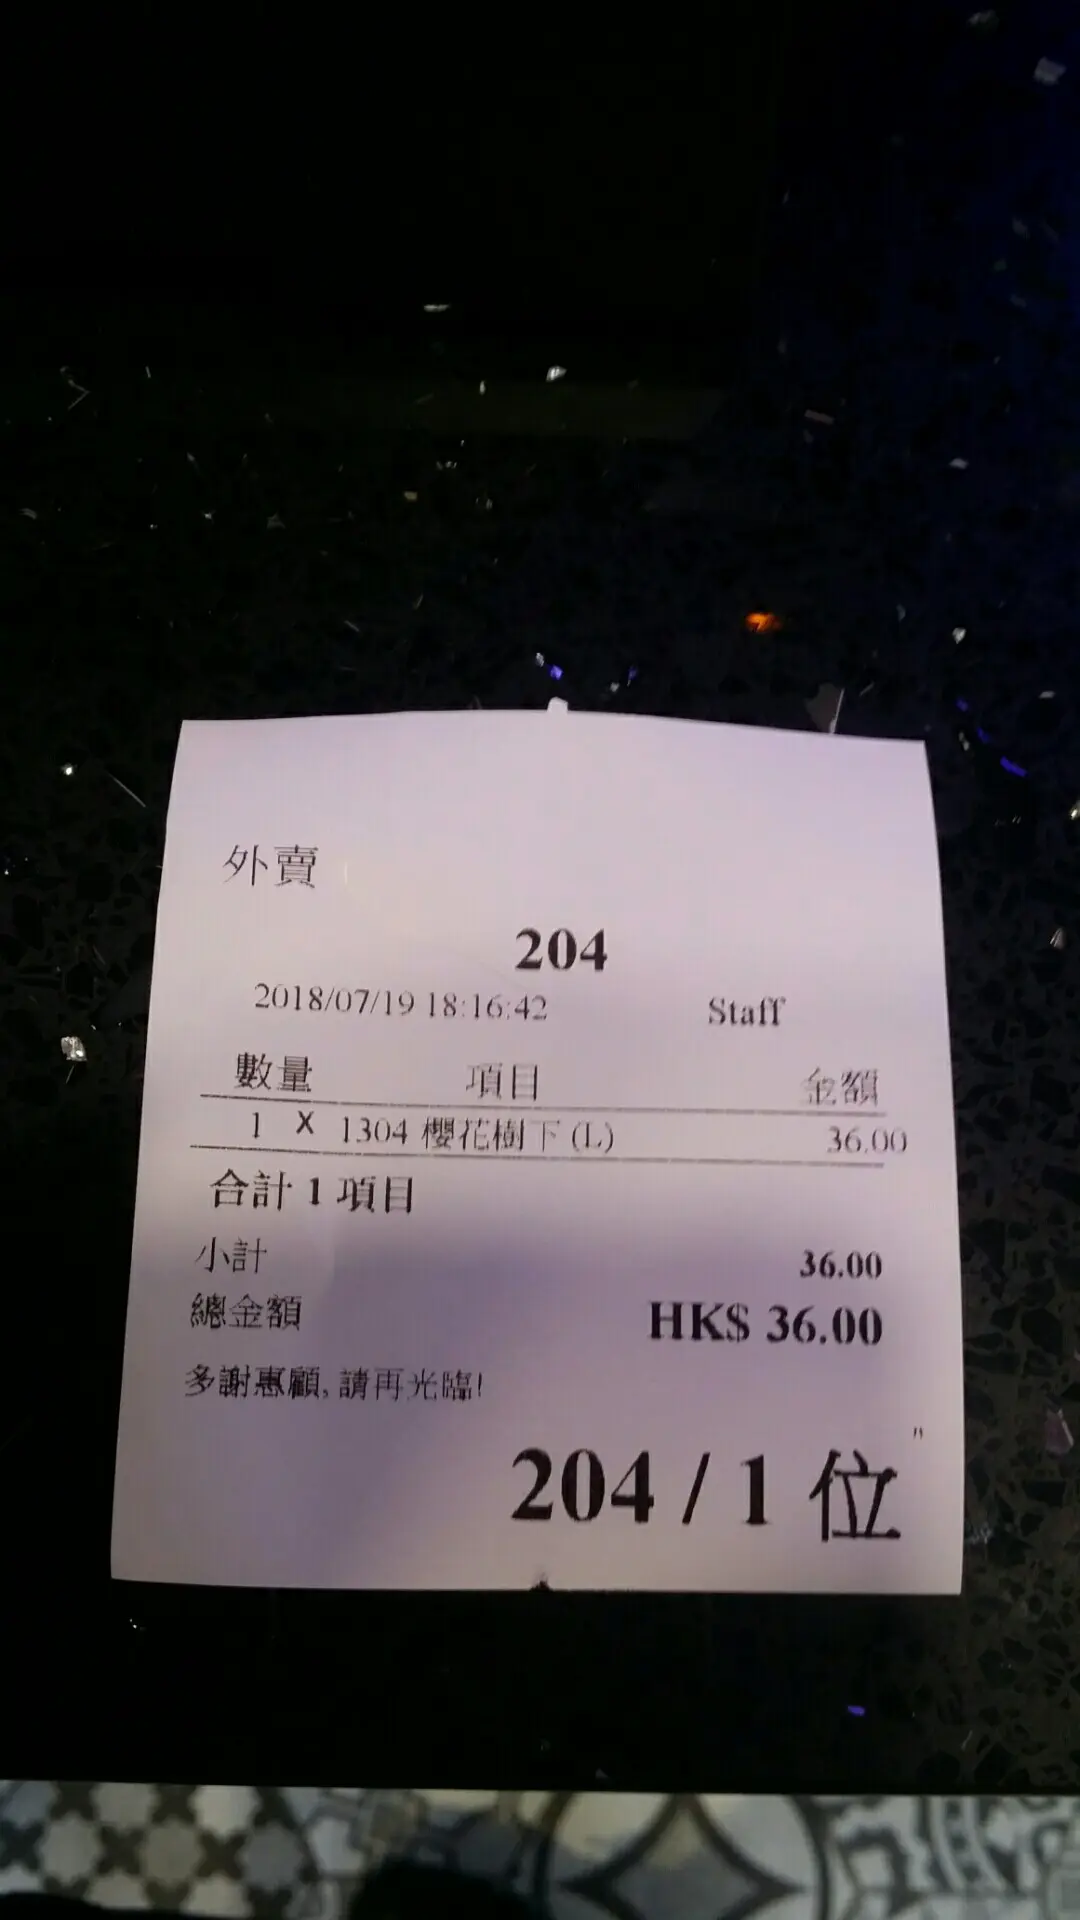 外賣
204
2018/07/19 18:16:42 Staff
數量 項目 金額
1 X 1304 櫻花樹下 (L) 36.00
合計 1 項目
小計 36.00
總金額 HK$ 36.00
多謝惠顧, 請再光臨!
"
204 / 1 位